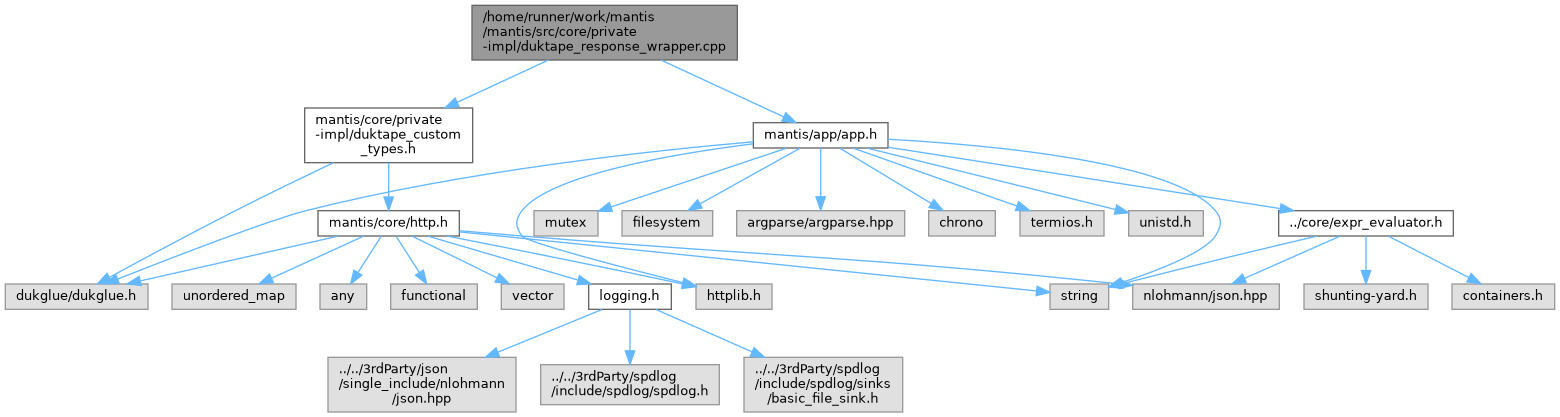 /home/runner/work/mantis
/mantis/src/core/private
-impl/duktape_response_wrapper.cpp
mantis/core/private
-impl/duktape_custom
_types.h
mantis/app/app.h
mantis/core/http.h
mutex
filesystem
argparse/argparse.hpp
chrono
termios.h
unistd.h
../core/expr_evaluator.h
dukglue/dukglue.h
unordered_map
any
functional
vector
logging.h
httplib.h
string
nlohmann/json.hpp
shunting-yard.h
containers.h
../../3rdParty/json
/single_include/nlohmann
/json.hpp
../../3rdParty/spdlog
/include/spdlog/spdlog.h
../../3rdParty/spdlog
/include/spdlog/sinks
/basic_file_sink.h